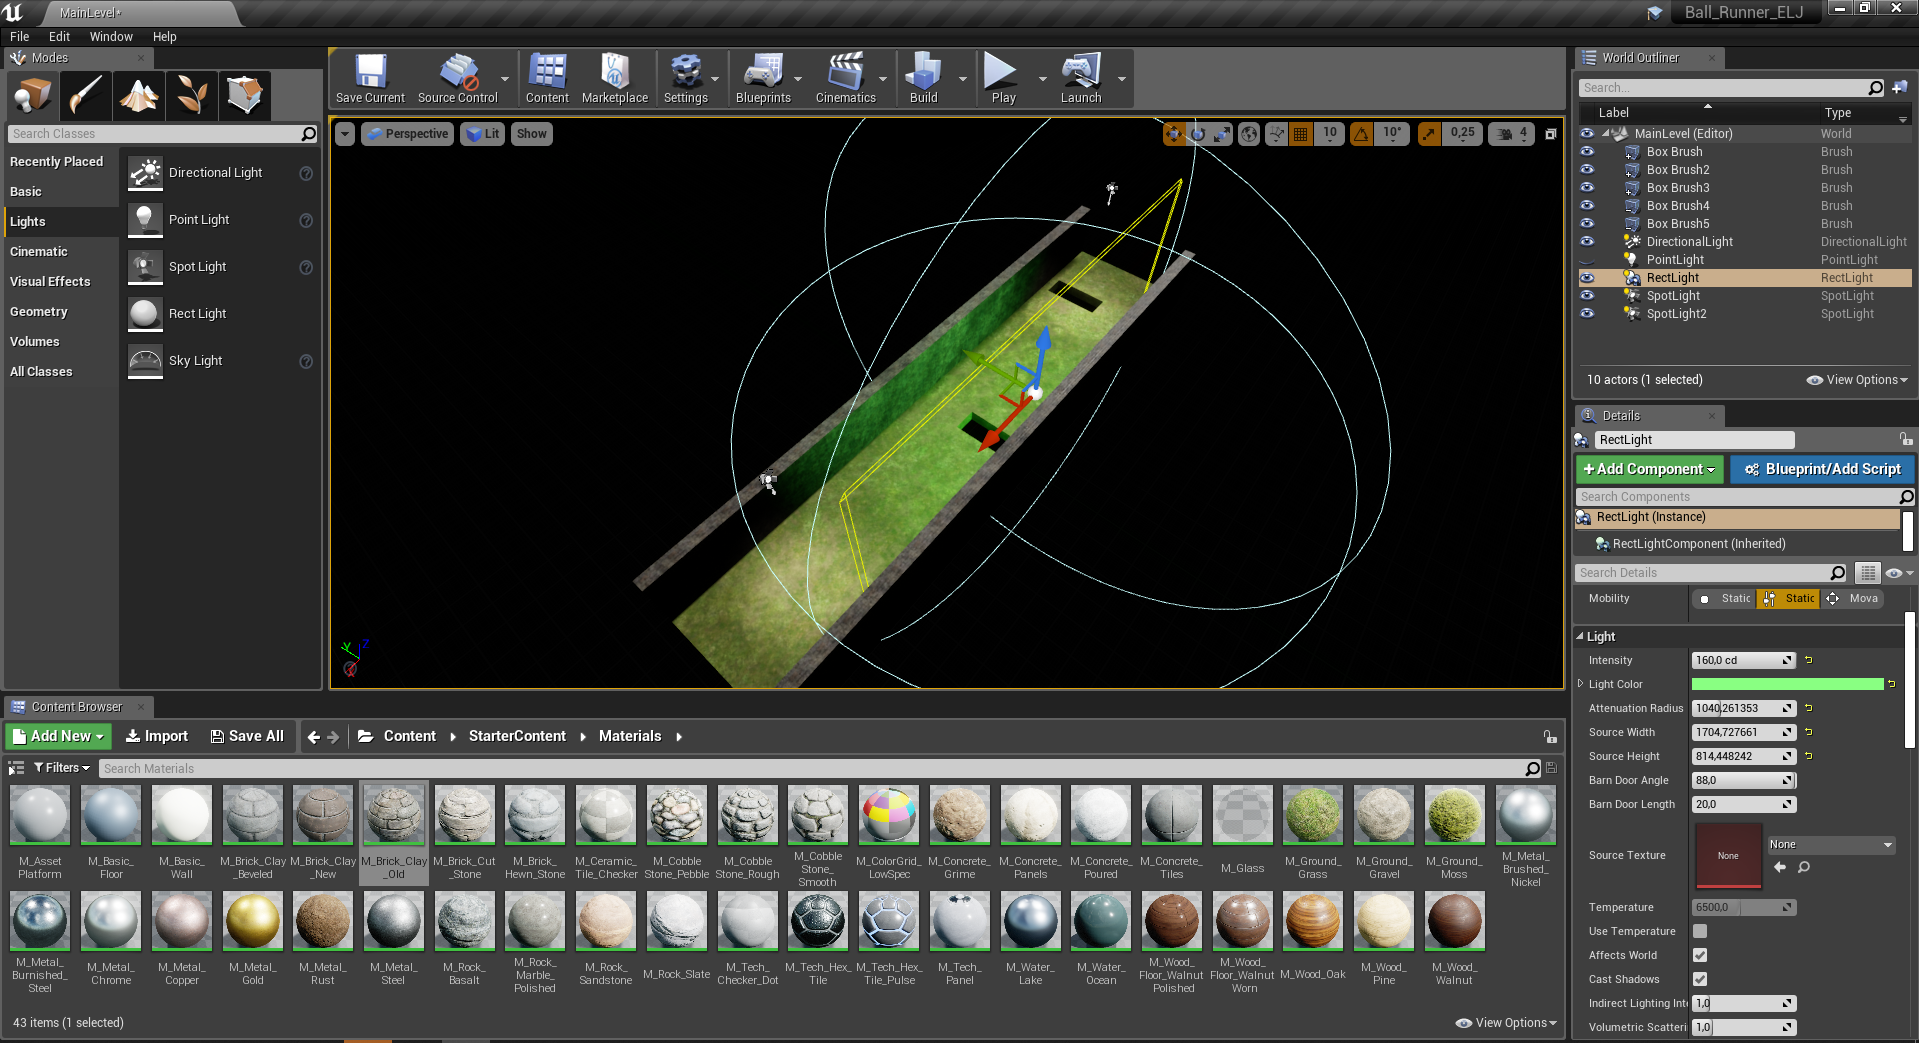 MainLevel*
Ball_Runner_ELJ
File Edit Window Help
Modes
Search Classes
Recently Placed
Basic
Lights
Cinematic
Visual Effects
Geometry
Volumes
All Classes
Directional Light
Point Light
Spot Light
Rect Light
Sky Light
Save Current
Source Control
Content
Marketplace
Settings
Blueprints
Cinematics
Build
Play
Launch
Perspective
Lit
Show
10
10°
0,25
4
World Outliner
Search...
Label Type
MainLevel (Editor) World
Box Brush Brush
Box Brush2 Brush
Box Brush3 Brush
Box Brush4 Brush
Box Brush5 Brush
DirectionalLight DirectionalLight
PointLight PointLight
RectLight RectLight
SpotLight SpotLight
SpotLight2 SpotLight
10 actors (1 selected)
View Options
Details
RectLight
+Add Component
Blueprint/Add Script
Search Components
RectLight (Instance)
RectLightComponent (Inherited)
Search Details
Mobility Static Static Mova
Light
Intensity 160,0 cd
Light Color
Attenuation Radius 1040,261353
Source Width 1704,727661
Source Height 814,448242
Barn Door Angle 88,0
Barn Door Length 20,0
Source Texture None None
Temperature 6500,0
Use Temperature
Affects World
Cast Shadows
Indirect Lighting Inte 1,0
Volumetric Scatteri 1,0
Content Browser
Add New Import Save All Content StarterContent Materials
Filters Search Materials
M_Asset
Platform
M_Basic_
Floor
M_Basic_
Wall
M_Brick_Clay
_Beveled
M_Brick_Clay
_New
M_Brick_Clay
_Old
M_Brick_Cut
_Stone
M_Brick_
Hewn_Stone
M_Ceramic_
Tile_Checker
M_Cobble
Stone_Pebble
M_Cobble
Stone_Rough
M_Cobble
Stone_
Smooth
M_ColorGrid_
LowSpec
M_Concrete_
Grime
M_Concrete_
Panels
M_Concrete_
Poured
M_Concrete_
Tiles
M_Glass
M_Ground_
Grass
M_Ground_
Gravel
M_Ground_
Moss
M_Metal_
Brushed_
Nickel
M_Metal_
Burnished_
Steel
M_Metal_
Chrome
M_Metal_
Copper
M_Metal_
Gold
M_Metal_
Rust
M_Metal_
Steel
M_Rock_
Basalt
M_Rock_
Marble_
Polished
M_Rock_
Sandstone
M_Rock_Slate
M_Tech_
Checker_Dot
M_Tech_Hex_
Tile
M_Tech_Hex_
Tile_Pulse
M_Tech_
Panel
M_Water_
Lake
M_Water_
Ocean
M_Wood_
Floor_Walnut
Polished
M_Wood_
Floor_Walnut
Worn
M_Wood_Oak
M_Wood_
Pine
M_Wood_
Walnut
43 items (1 selected)
View Options